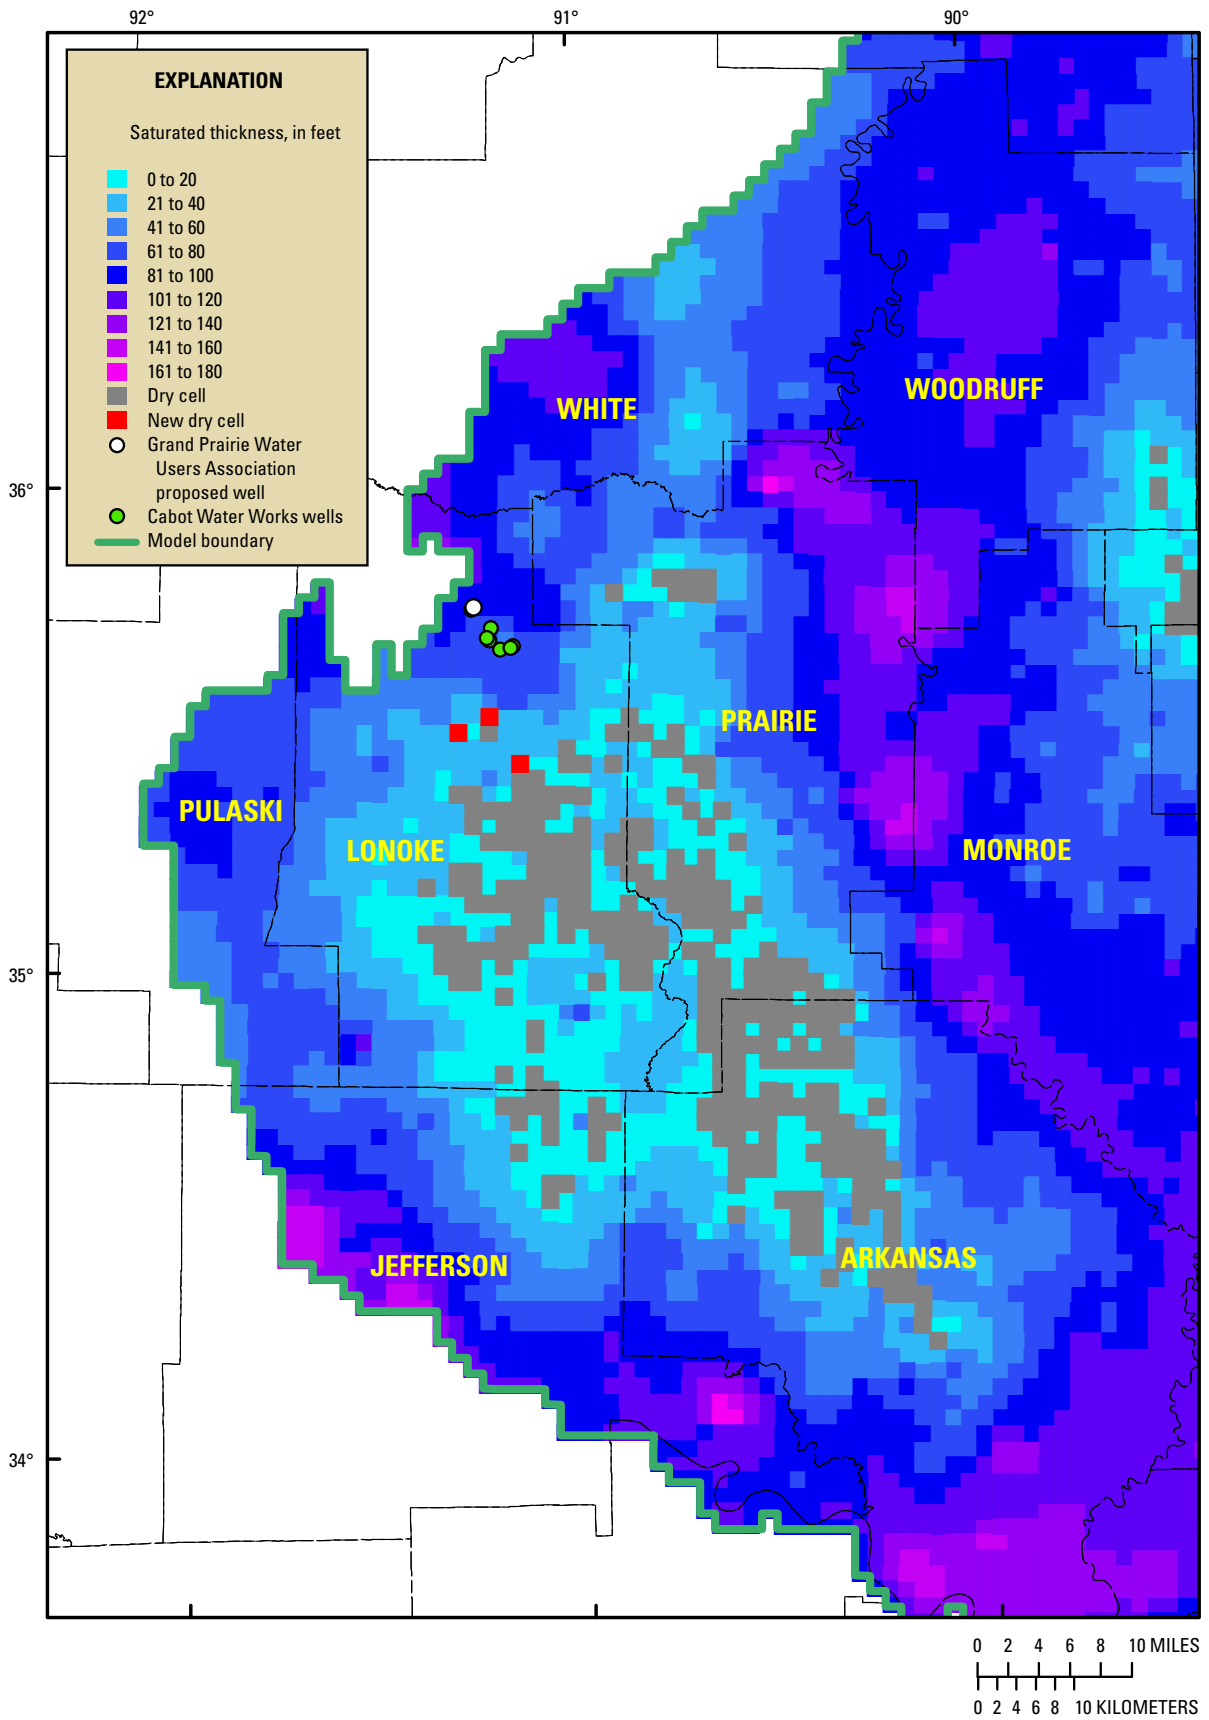 92°
91°
90°
EXPLANATION
Saturated thickness, in feet
0 to 20
21 to 40
41 to 60
61 to 80
81 to 100
101 to 120
121 to 140
141 to 160
161 to 180
Dry cell
New dry cell
Grand Prairie Water
Users Association
proposed well
Cabot Water Works wells
Model boundary
WOODRUFF
WHITE
36°
PRAIRIE
PULASKI
LONOKE
MONROE
35°
ARKANSAS
JEFFERSON
34°
0 2 4 6 8 10 MILES
0 2 4 6 8 10 KILOMETERS